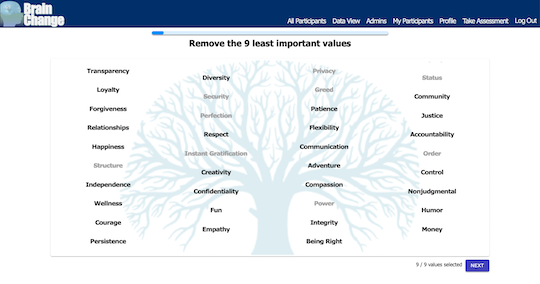 Brain
Change
All Participants Data View Admins My Participants Profile Take Assessment Log Out
Remove the 9 least important values
Transparency
Loyalty
Forgiveness
Relationships
Happiness
Structure
Independence
Wellness
Courage
Persistence
Diversity
Security
Perfection
Respect
Instant Gratification
Creativity
Confidentiality
Fun
Empathy
Privacy
Greed
Patience
Flexibility
Communication
Adventure
Compassion
Power
Integrity
Being Right
Status
Community
Justice
Accountability
Order
Control
Nonjudgmental
Humor
Money
9 / 9 values selected
NEXT